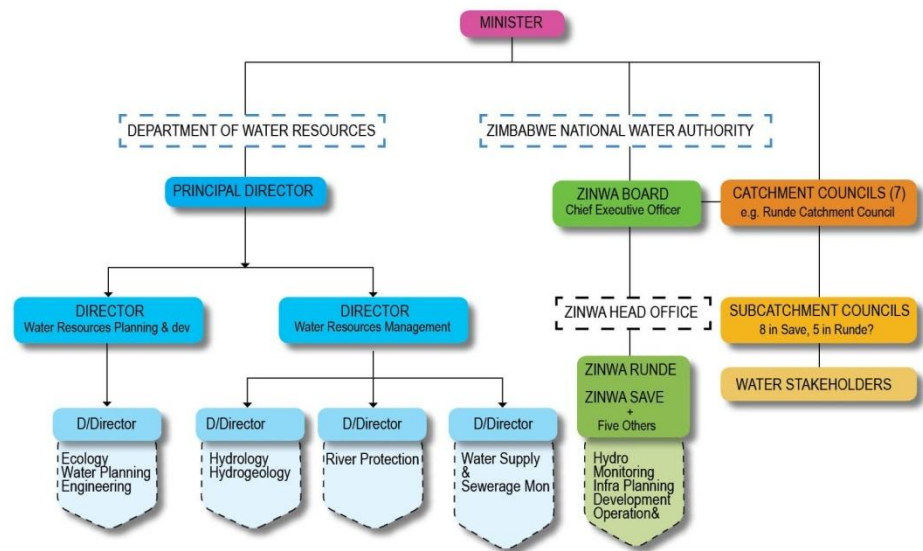 MINISTER
DEPARTMENT OF WATER RESOURCES
ZIMBABWE NATIONAL WATER AUTHORITY
PRINCIPAL DIRECTOR
ZINWA BOARD
Chief Executive Officer
CATCHMENT COUNCILS (7)
e.g. Runde Catchment Council
DIRECTOR
Water Resources Planning & dev
DIRECTOR
Water Resources Management
ZINWA HEAD OFFICE
SUBCATCHMENT COUNCILS
8 in Save, 5 in Runde?
ZINWA RUNDE
ZINWA SAVE
+
Five Others
WATER STAKEHOLDERS
D/Director
Ecology
Water Planning
Engineering
D/Director
Hydrology
Hydrogeology
D/Director
River Protection
D/Director
Water Supply
&
Sewerage Mon
Hydro
Monitoring
Infra Planning
Development
Operation&